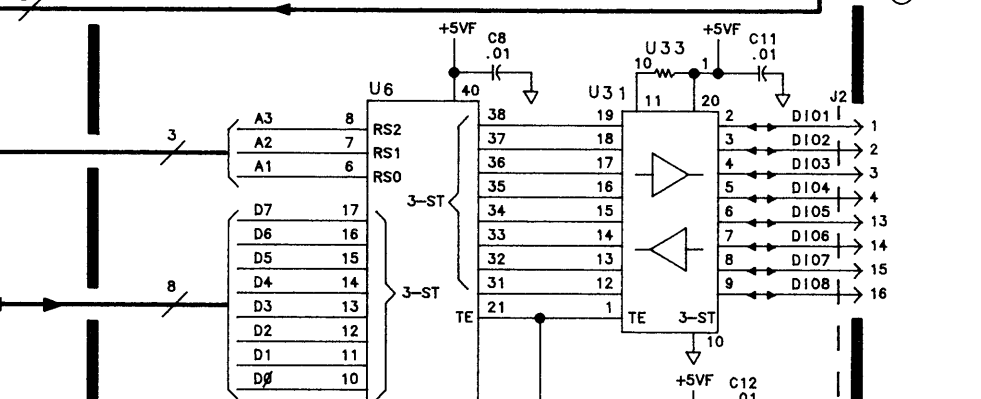 +5VF
+5VF
C8
.01
C11
.01
U33
10
1
U6
40
U31
11
20
J2
A3 8 RS2
38 19
2 DIO1 1
37 18
3 DIO2 2
3
A2 7 RS1
36 17
4 DIO3 3
A1 6 RS0
35 16
5 DIO4 4
3-ST
34 15
6 DIO5 13
D7 17
33 14
7 DIO6 14
D6 16
32 13
8 DIO7 15
D5 15
31 12
9 DIO8 16
8
D4 14
3-ST
D3 13
TE 21 1 TE 3-ST
D2 12
10
D1 11
D0 10
+5VF
C12
.01